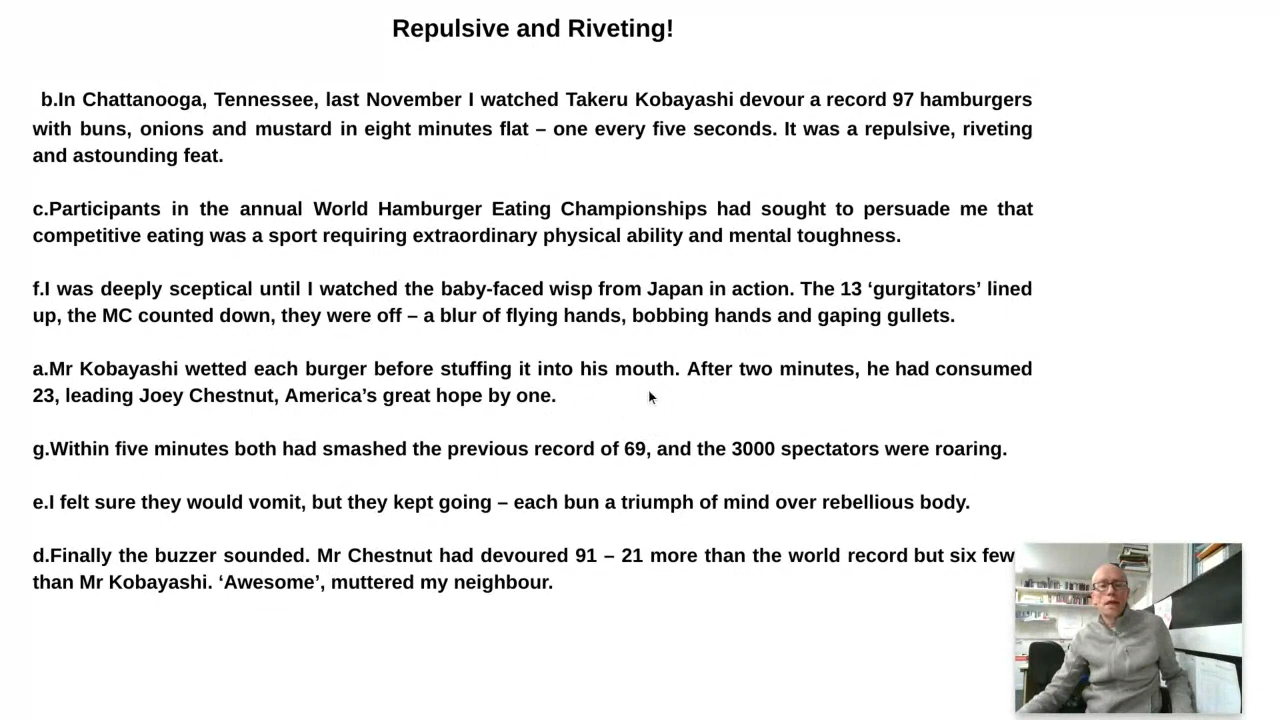 Repulsive and Riveting!
b.In Chattanooga, Tennessee, last November I watched Takeru Kobayashi devour a record 97 hamburgers
with buns, onions and mustard in eight minutes flat – one every five seconds. It was a repulsive, riveting
and astounding feat.
c.Participants in the annual World Hamburger Eating Championships had sought to persuade me that
competitive eating was a sport requiring extraordinary physical ability and mental toughness.
f.I was deeply sceptical until I watched the baby-faced wisp from Japan in action. The 13 ‘gurgitators’ lined
up, the MC counted down, they were off – a blur of flying hands, bobbing hands and gaping gullets.
a.Mr Kobayashi wetted each burger before stuffing it into his mouth. After two minutes, he had consumed
23, leading Joey Chestnut, America’s great hope by one.
g.Within five minutes both had smashed the previous record of 69, and the 3000 spectators were roaring.
e.I felt sure they would vomit, but they kept going – each bun a triumph of mind over rebellious body.
d.Finally the buzzer sounded. Mr Chestnut had devoured 91 – 21 more than the world record but six few
than Mr Kobayashi. ‘Awesome’, muttered my neighbour.